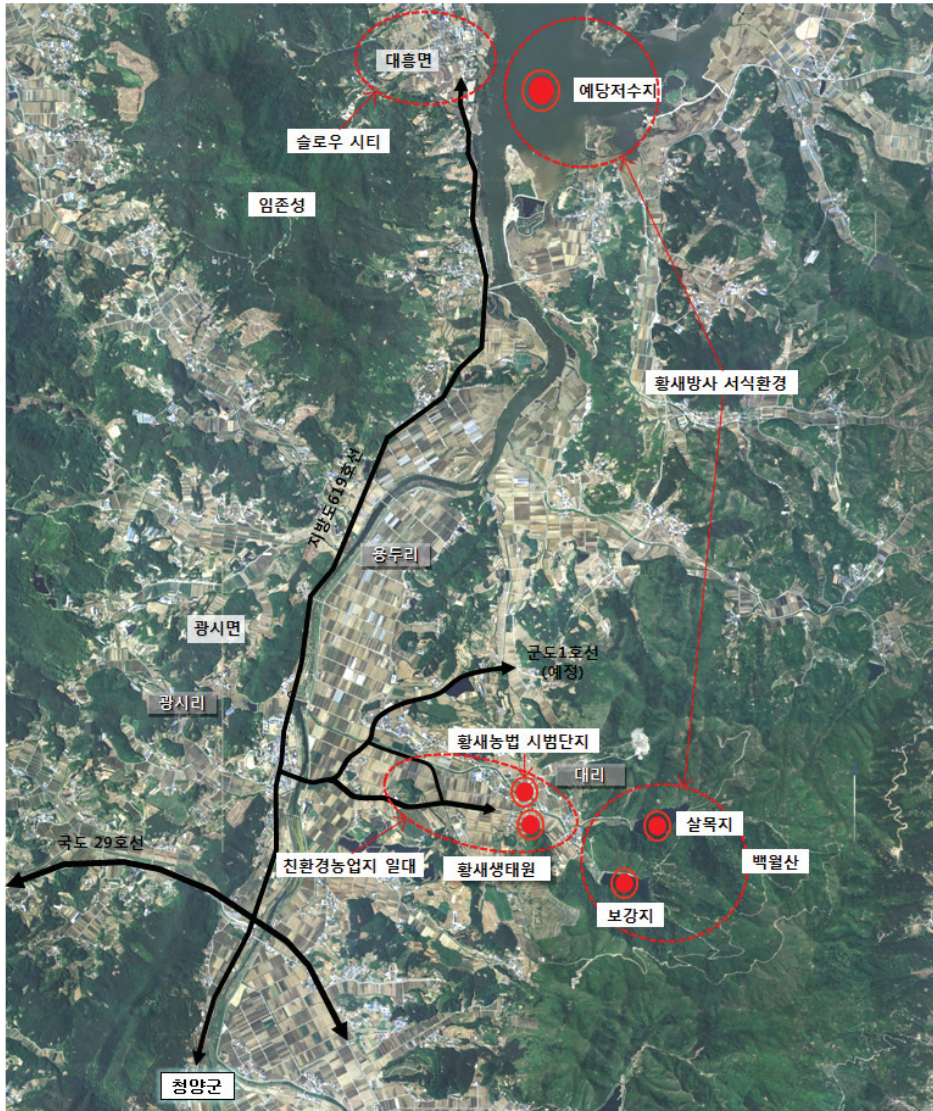 대흥면
예당저수지
슬로우 시티
임존성
황새방사 서식환경
지방도619호선
용두리
광시면
군도1호선
(예정)
광시리
황새농법 시범단지
대리
살목지
국도 29호선
친환경농업지 일대
황새생태원
백월산
보강지
청양군